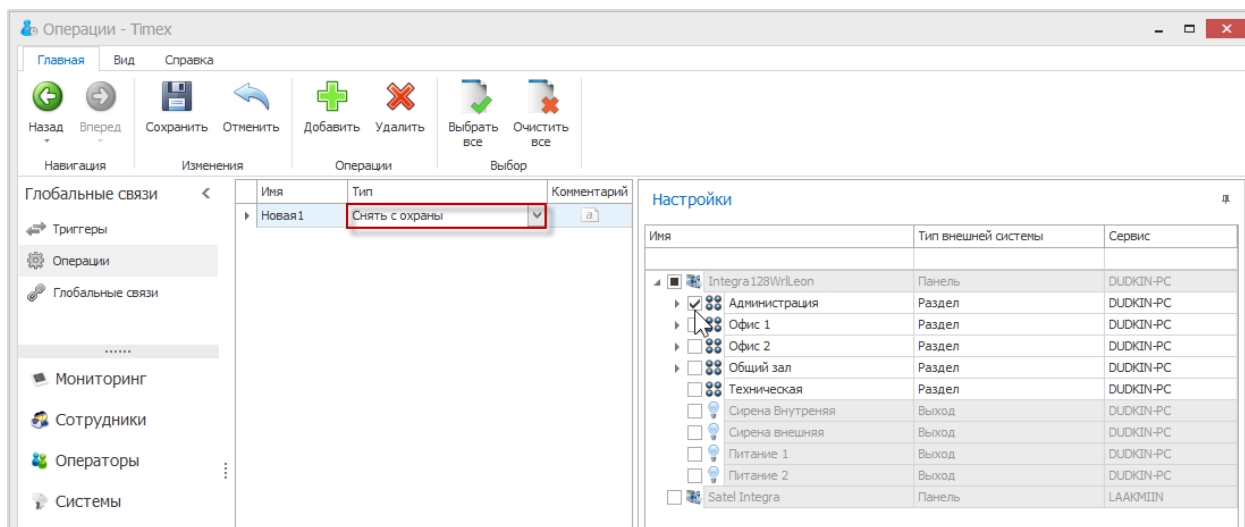 Операции - Timex
Главная Вид Справка
Назад Вперед Сохранить Отменить Добавить Удалить Выбрать все Очистить все
Навигация Изменения Операции Выбор
Глобальные связи
Триггеры
Операции
Глобальные связи
Мониторинг
Сотрудники
Операторы
Системы
Имя Тип Комментарий
Новая1 Снять с охраны a
Настройки
Имя Тип внешней системы Сервис
Integra128WrlLeon Панель DUDKIN-PC
Администрация Раздел DUDKIN-PC
Офис 1 Раздел DUDKIN-PC
Офис 2 Раздел DUDKIN-PC
Общий зал Раздел DUDKIN-PC
Техническая Раздел DUDKIN-PC
Сирена Внутреняя Выход DUDKIN-PC
Сирена внешняя Выход DUDKIN-PC
Питание 1 Выход DUDKIN-PC
Питание 2 Выход DUDKIN-PC
Satel Integra Панель LAAKMIIN